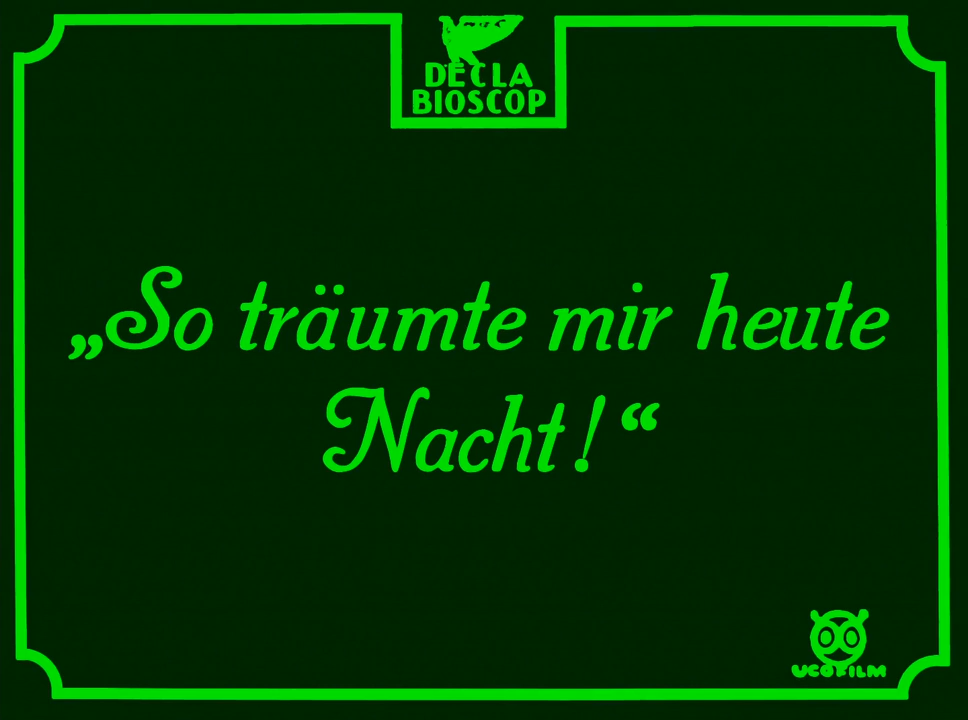 DECLA
BIOSCOP
„So träumte mir heute
Nacht!“
UCOFILM